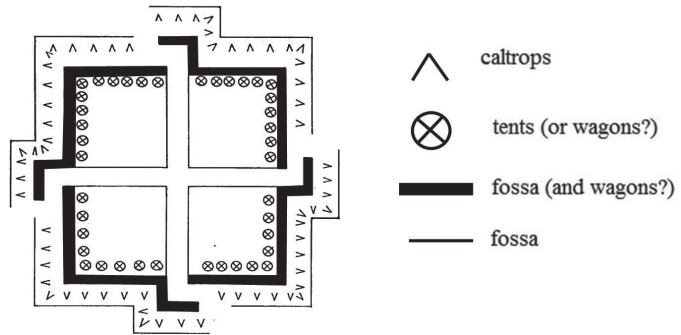 caltrops
tents (or wagons?)
fossa (and wagons?)
fossa